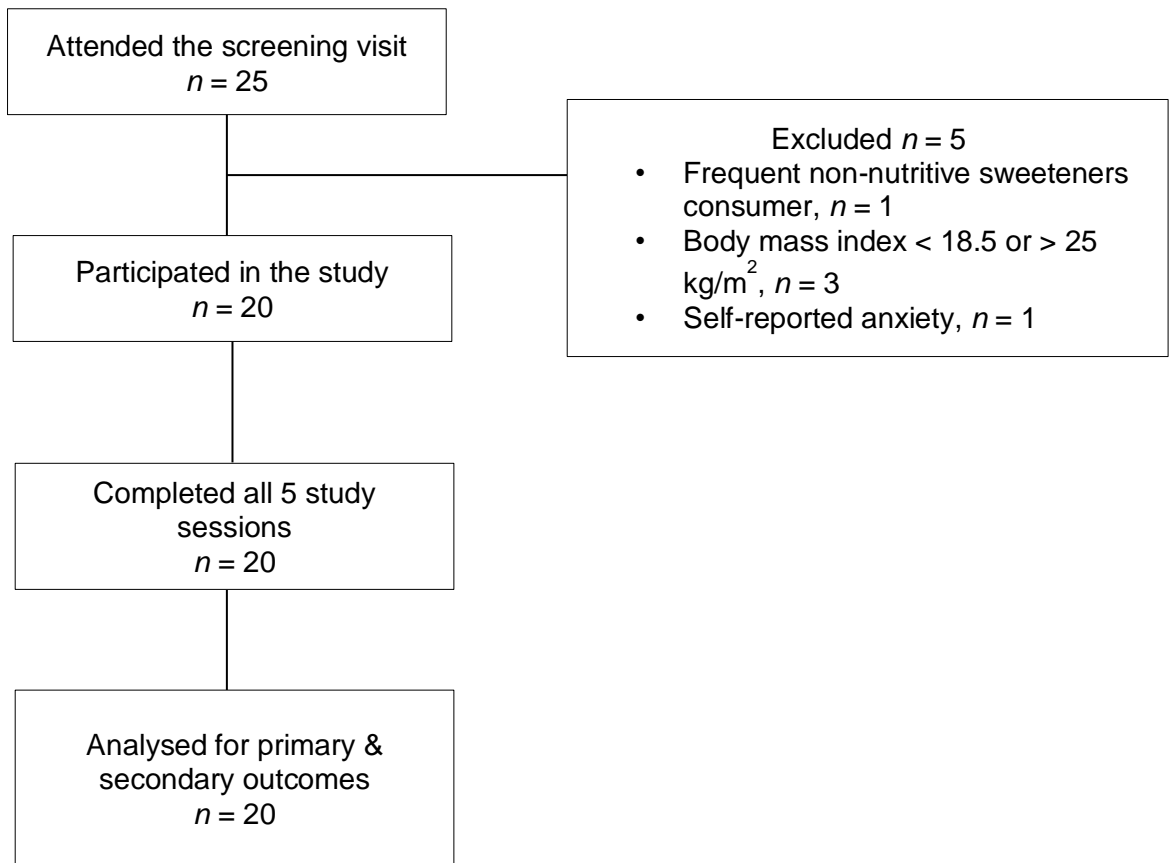 Attended the screening visit
n = 25
Excluded n = 5
• Frequent non-nutritive sweeteners
consumer, n = 1
• Body mass index < 18.5 or > 25
kg/m², n = 3
• Self-reported anxiety, n = 1
Participated in the study
n = 20
Completed all 5 study
sessions
n = 20
Analysed for primary &
secondary outcomes
n = 20